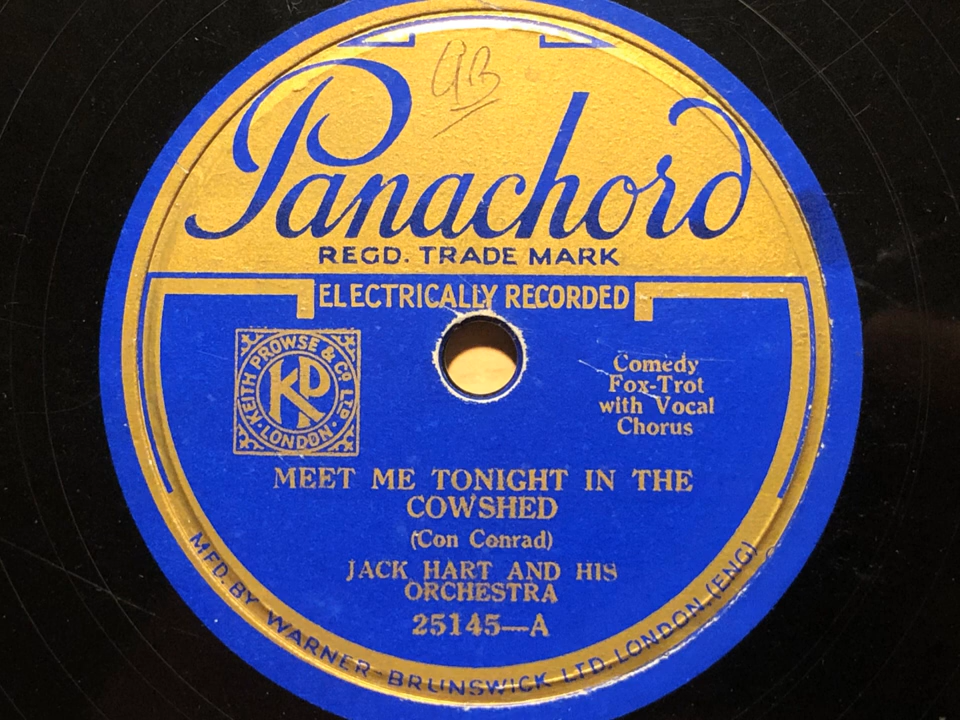 AB
Panachord
REGD. TRADE MARK
ELECTRICALLY RECORDED
KEITH PROWSE & Co LTD.
KP
· LONDON ·
Comedy
Fox-Trot
with Vocal
Chorus
MEET ME TONIGHT IN THE
COWSHED
(Con Conrad)
JACK HART AND HIS
ORCHESTRA
25145—A
MFD. BY WARNER-BRUNSWICK LTD. LONDON. (ENG)